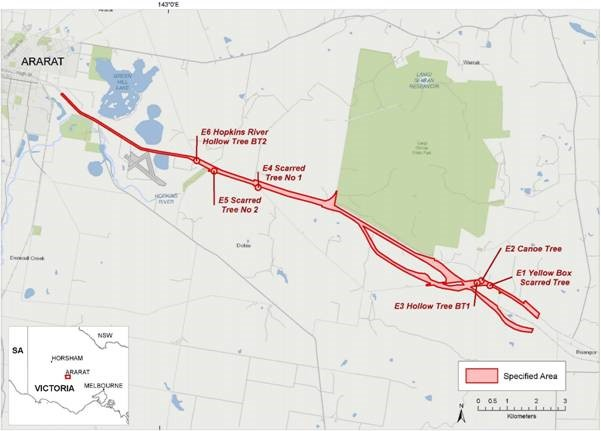 143°0'E
ARARAT
GREEN
HILL
LAKE
LANGI
GHIRAN
RESERVOIR
Warrak
E6 Hopkins River
Hollow Tree BT2
E4 Scarred
Tree No 1
E5 Scarred
Tree No 2
HOPKINS
RIVER
Dobie
Denicull Creek
E2 Canoe Tree
E1 Yellow Box
Scarred Tree
E3 Hollow Tree BT1
Buangor
SA
NSW
HORSHAM
ARARAT
VICTORIA
MELBOURNE
Specified Area
N
0 0.5 1 2 3
Kilometers